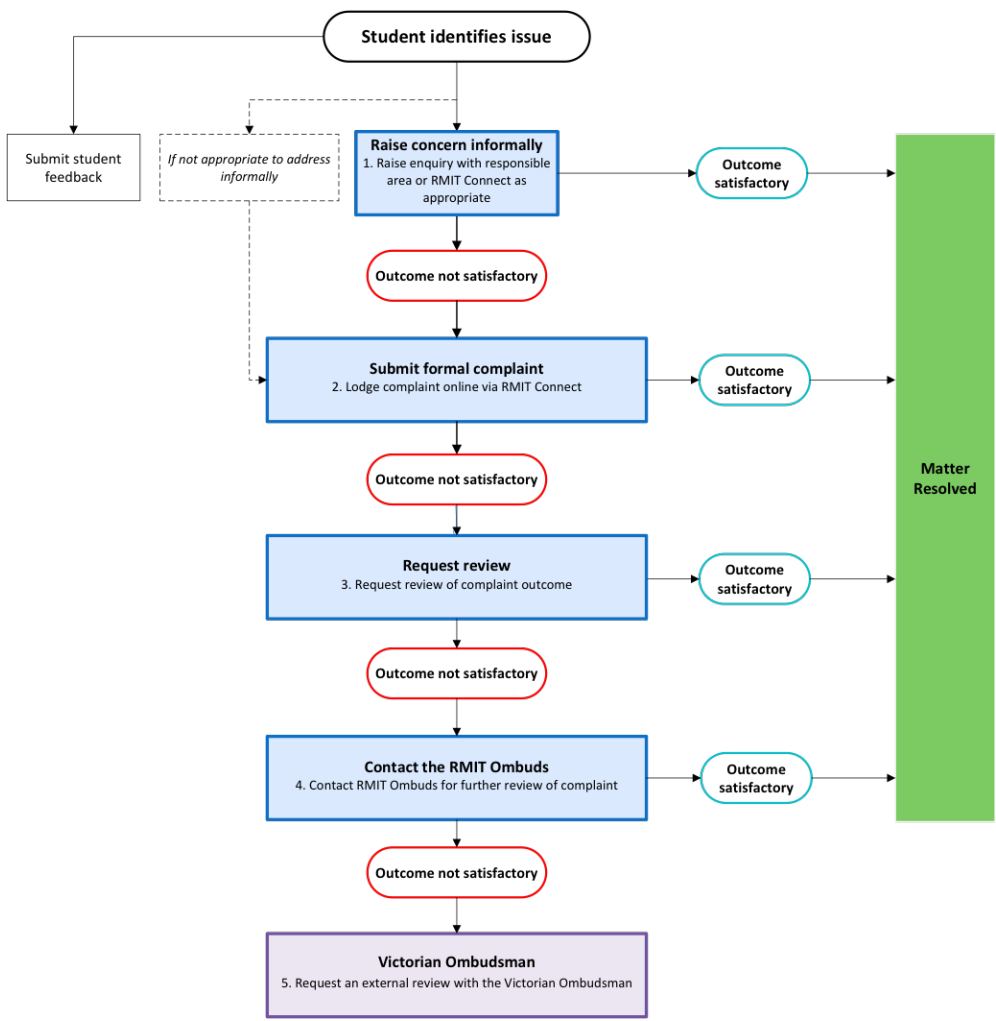 Student identifies issue
Submit student
feedback
If not appropriate to address
informally
Raise concern informally
1. Raise enquiry with responsible
area or RMIT Connect as
appropriate
Outcome
satisfactory
Outcome not satisfactory
Submit formal complaint
2. Lodge complaint online via RMIT Connect
Outcome
satisfactory
Outcome not satisfactory
Matter
Resolved
Request review
3. Request review of complaint outcome
Outcome
satisfactory
Outcome not satisfactory
Contact the RMIT Ombuds
4. Contact RMIT Ombuds for further review of complaint
Outcome
satisfactory
Outcome not satisfactory
Victorian Ombudsman
5. Request an external review with the Victorian Ombudsman